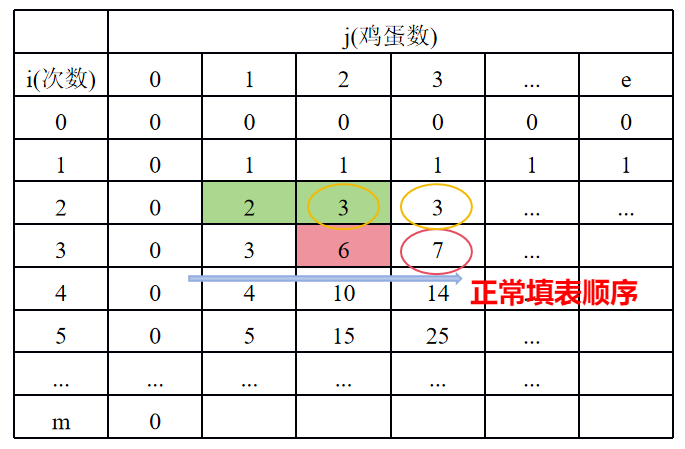 j(鸡蛋数)
i(次数) 0 1 2 3 ... e
0 0 0 0 0 0 0
1 0 1 1 1 1 1
2 0 2 3 3 ... ...
3 0 3 6 7 ...
4 0 4 10 14 正常填表顺序
5 0 5 15 25 ...
... ... ... ... ... ...
m 0